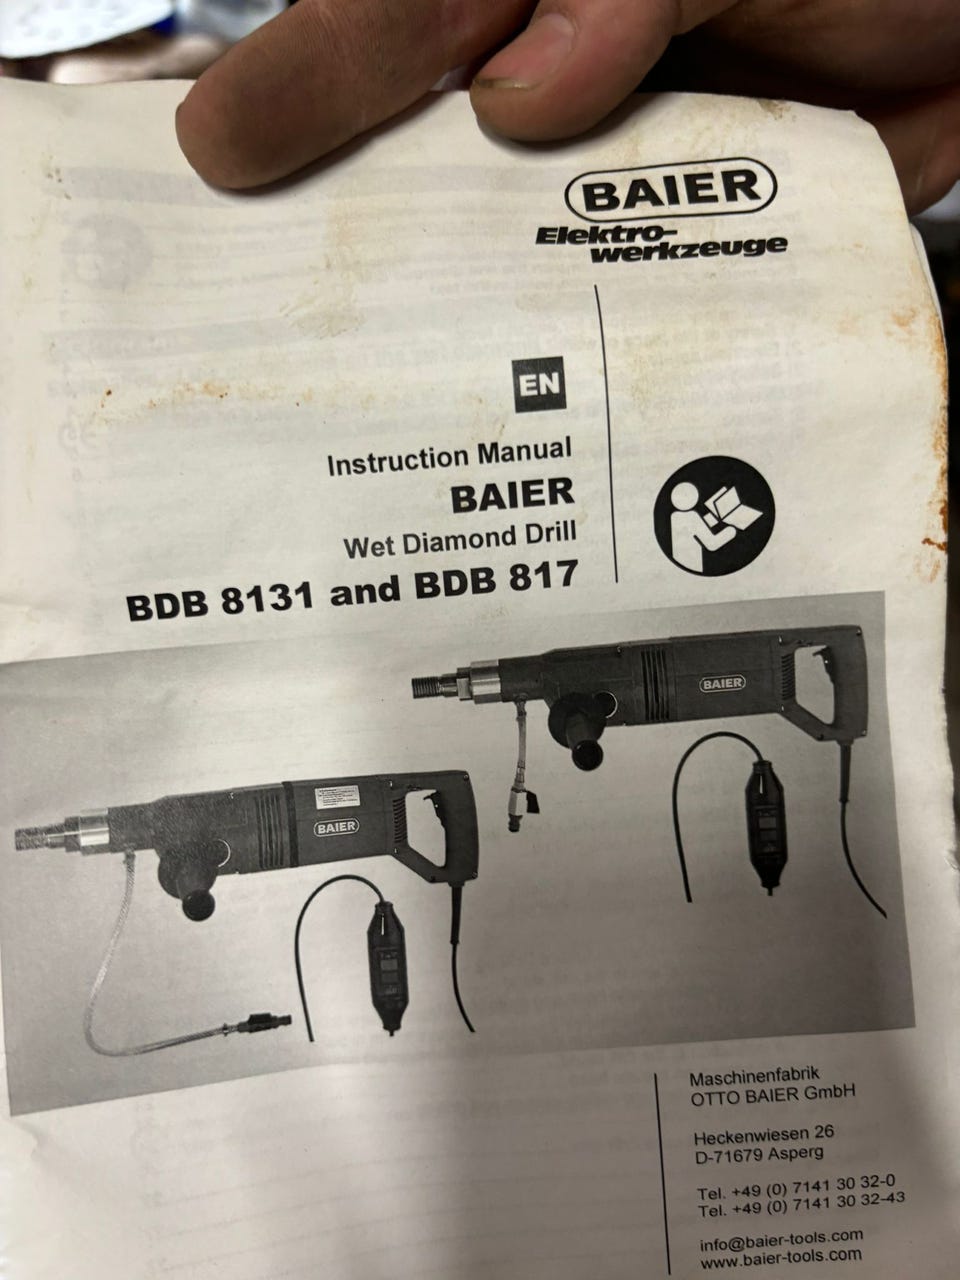 BAIER
Elektro-
werkzeuge
EN
Instruction Manual
BAIER
Wet Diamond Drill
BDB 8131 and BDB 817
BAIER
BAIER
Maschinenfabrik
OTTO BAIER GmbH
Heckenwiesen 26
D-71679 Asperg
Tel. +49 (0) 7141 30 32-0
Tel. +49 (0) 7141 30 32-43
info@baier-tools.com
www.baier-tools.com